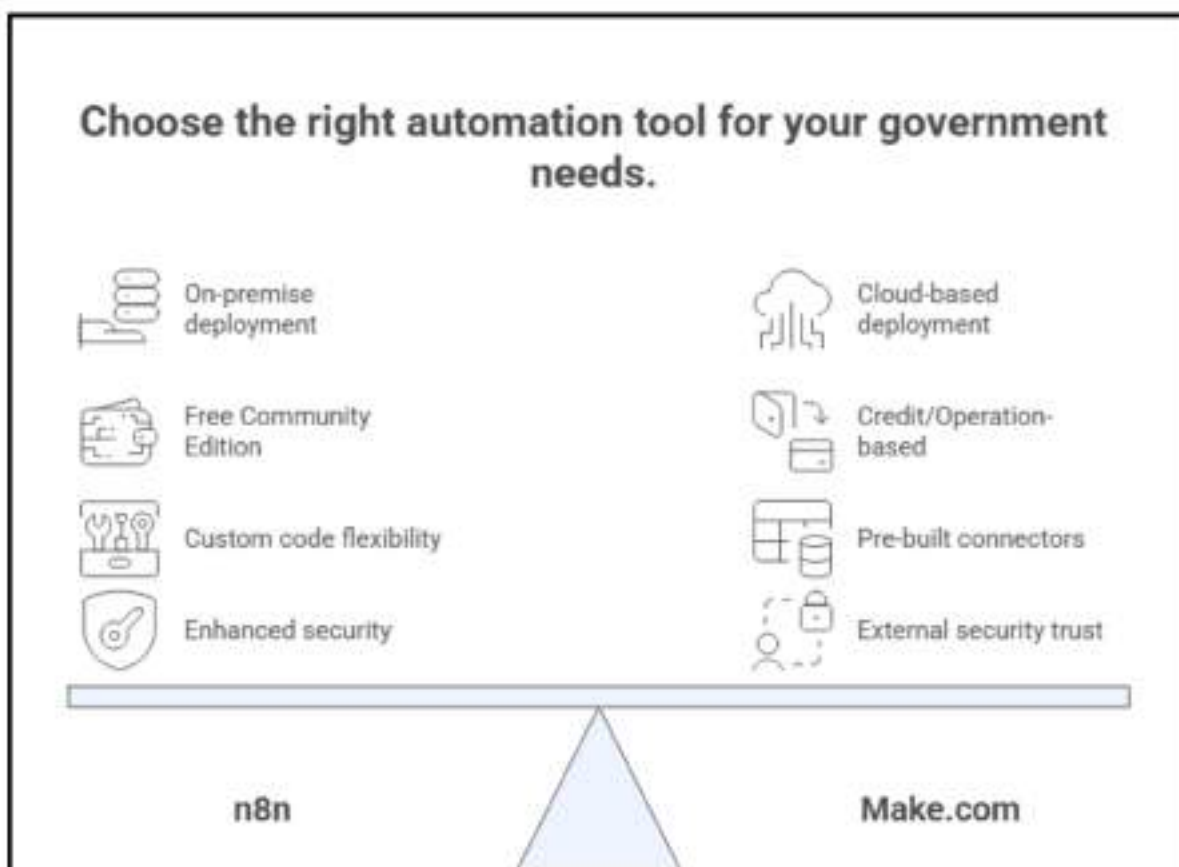 Choose the right automation tool for your government
needs.
On-premise
deployment
Free Community
Edition
Custom code flexibility
Enhanced security
Cloud-based
deployment
Credit/Operation-
based
Pre-built connectors
External security trust
n8n
Make.com